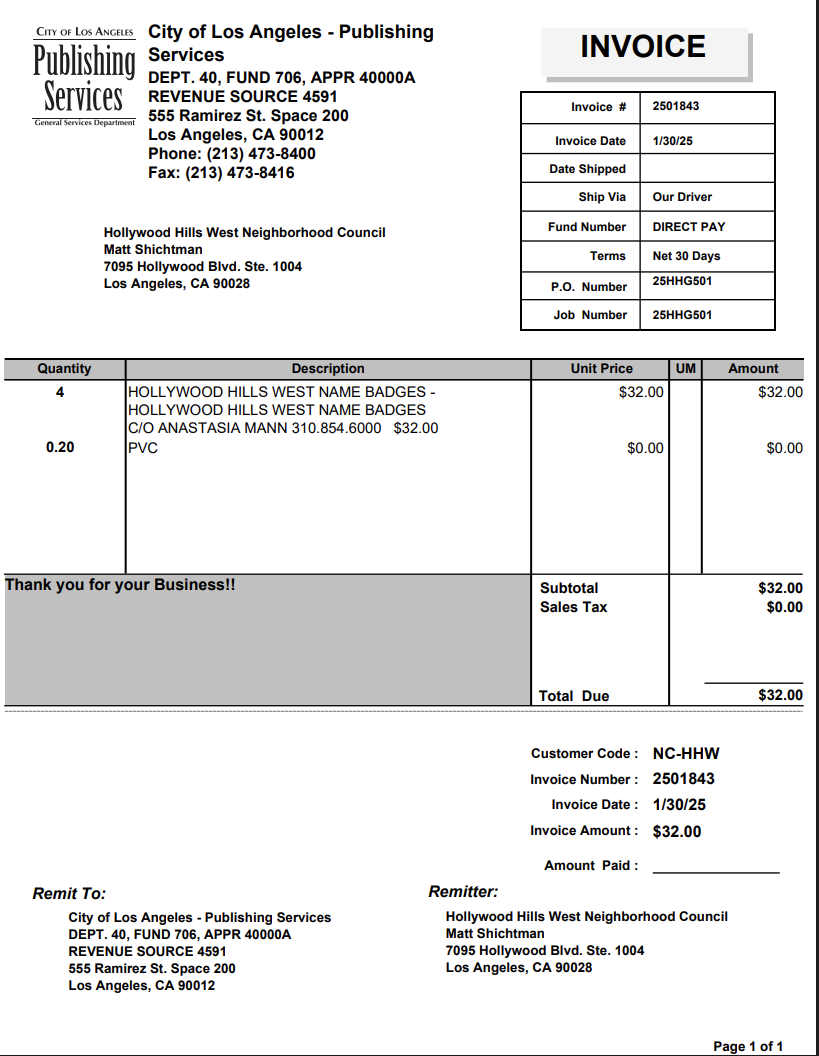 CITY OF LOS ANGELES
Publishing
Services
General Services Department
City of Los Angeles - Publishing
Services
DEPT. 40, FUND 706, APPR 40000A
REVENUE SOURCE 4591
555 Ramirez St. Space 200
Los Angeles, CA 90012
Phone: (213) 473-8400
Fax: (213) 473-8416
INVOICE
Invoice # 2501843
Invoice Date 1/30/25
Date Shipped
Ship Via Our Driver
Fund Number DIRECT PAY
Terms Net 30 Days
P.O. Number 25HHG501
Job Number 25HHG501
Hollywood Hills West Neighborhood Council
Matt Shichtman
7095 Hollywood Blvd. Ste. 1004
Los Angeles, CA 90028
Quantity Description Unit Price UM Amount
4 HOLLYWOOD HILLS WEST NAME BADGES - $32.00 $32.00
HOLLYWOOD HILLS WEST NAME BADGES
C/O ANASTASIA MANN 310.854.6000 $32.00
0.20 PVC $0.00 $0.00
Thank you for your Business!!
Subtotal $32.00
Sales Tax $0.00
Total Due $32.00
Customer Code : NC-HHW
Invoice Number : 2501843
Invoice Date : 1/30/25
Invoice Amount : $32.00
Amount Paid :
Remit To:
City of Los Angeles - Publishing Services
DEPT. 40, FUND 706, APPR 40000A
REVENUE SOURCE 4591
555 Ramirez St. Space 200
Los Angeles, CA 90012
Remitter:
Hollywood Hills West Neighborhood Council
Matt Shichtman
7095 Hollywood Blvd. Ste. 1004
Los Angeles, CA 90028
Page 1 of 1